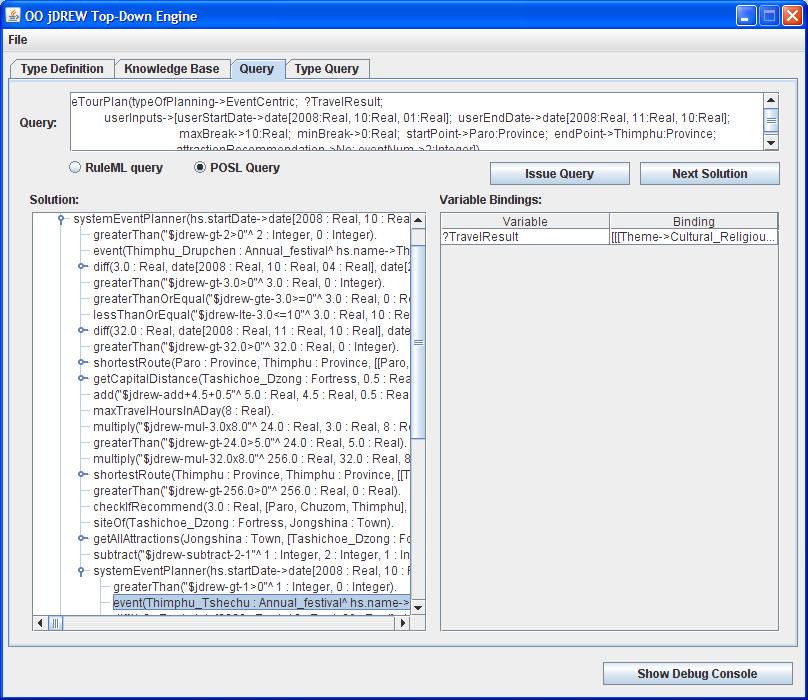 OO jDREW Top-Down Engine
File
Type Definition Knowledge Base Query Type Query
Query:
eTourPlan(typeOfPlanning->EventCentric; ?TravelResult;
userInputs->[userStartDate->date[2008:Real, 10:Real, 01:Real]; userEndDate->date[2008:Real, 11:Real, 10:Real];
maxBreak->10:Real; minBreak->0:Real; startPoint->Paro:Province; endPoint->Thimphu:Province;
attractionRecommendation->No; eventNum->2:Integer])
RuleML query POSL Query Issue Query Next Solution
Solution:
systemEventPlanner(hs.startDate->date[2008 : Real, 10 : Rea
greaterThan("$jdrew-gt-2>0"^ 2 : Integer, 0 : Integer).
event(Thimphu_Drupchen : Annual_festival^ hs.name->Th
diff(3.0 : Real, date[2008 : Real, 10 : Real, 04 : Real], date[2
greaterThan("$jdrew-gt-3.0>0"^ 3.0 : Real, 0 : Integer).
greaterThanOrEqual("$jdrew-gte-3.0>=0"^ 3.0 : Real, 0 : R
lessThanOrEqual("$jdrew-lte-3.0<=10"^ 3.0 : Real, 10 : Re
diff(32.0 : Real, date[2008 : Real, 11 : Real, 10 : Real], date
greaterThan("$jdrew-gt-32.0>0"^ 32.0 : Real, 0 : Integer).
shortestRoute(Paro : Province, Thimphu : Province, [[Paro,
getCapitalDistance(Tashichoe_Dzong : Fortress, 0.5 : Rea
add("$jdrew-add+4.5+0.5"^ 5.0 : Real, 4.5 : Real, 0.5 : Rea
maxTravelHoursInADay(8 : Real).
multiply("$jdrew-mul-3.0x8.0"^ 24.0 : Real, 3.0 : Real, 8 : R
greaterThan("$jdrew-gt-24.0>5.0"^ 24.0 : Real, 5.0 : Real).
multiply("$jdrew-mul-32.0x8.0"^ 256.0 : Real, 32.0 : Real, 8
shortestRoute(Thimphu : Province, Thimphu : Province, [[T
greaterThan("$jdrew-gt-256.0>0"^ 256.0 : Real, 0 : Real).
checkIfRecommend(3.0 : Real, [Paro, Chuzom, Thimphu],
siteOf(Tashichoe_Dzong : Fortress, Jongshina : Town).
getAllAttractions(Jongshina : Town, [Tashichoe_Dzong : Fo
subtract("$jdrew-subtract-2-1"^ 1 : Integer, 2 : Integer, 1 : In
systemEventPlanner(hs.startDate->date[2008 : Real, 10 : R
greaterThan("$jdrew-gt-1>0"^ 1 : Integer, 0 : Integer).
event(Thimphu_Tshechu : Annual_festival^ hs.name->
Variable Bindings:
Variable Binding
?TravelResult [[[Theme->Cultural_Religiou...
Show Debug Console